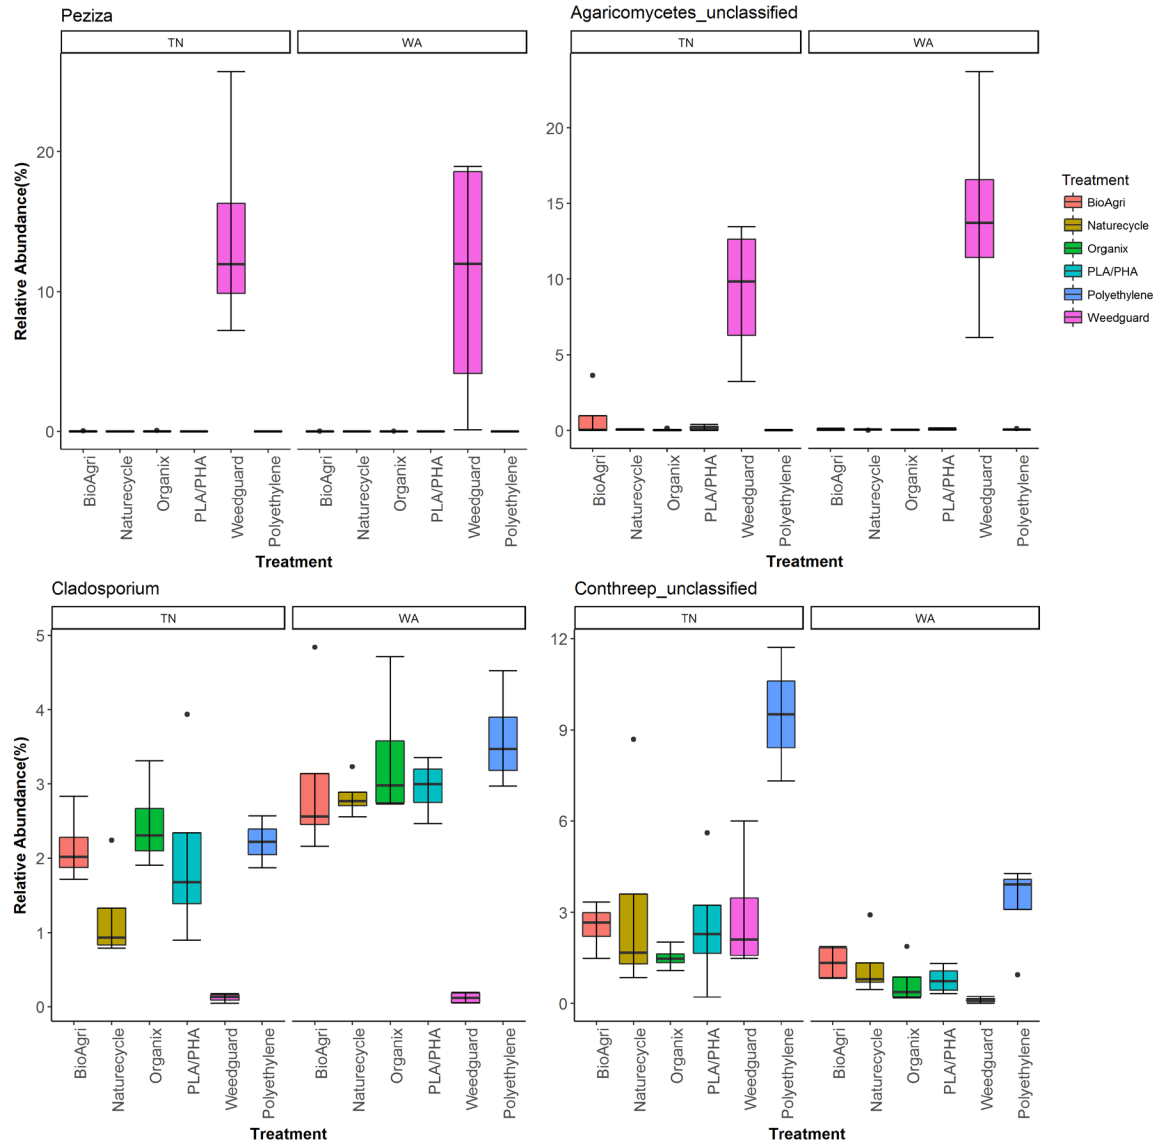 Peziza
TN
WA
Relative Abundance(%)
20
10
0
BioAgri
Naturecycle
Organix
PLA/PHA
Weedguard
Polyethylene
BioAgri
Naturecycle
Organix
PLA/PHA
Weedguard
Polyethylene
Treatment
Agaricomycetes_unclassified
TN
WA
20
15
10
5
0
BioAgri
Naturecycle
Organix
PLA/PHA
Weedguard
Polyethylene
BioAgri
Naturecycle
Organix
PLA/PHA
Weedguard
Polyethylene
Treatment
Treatment
BioAgri
Naturecycle
Organix
PLA/PHA
Polyethylene
Weedguard
Cladosporium
TN
WA
Relative Abundance(%)
5
4
3
2
1
0
BioAgri
Naturecycle
Organix
PLA/PHA
Weedguard
Polyethylene
BioAgri
Naturecycle
Organix
PLA/PHA
Weedguard
Polyethylene
Treatment
Conthreep_unclassified
TN
WA
12
9
6
3
0
BioAgri
Naturecycle
Organix
PLA/PHA
Weedguard
Polyethylene
BioAgri
Naturecycle
Organix
PLA/PHA
Weedguard
Polyethylene
Treatment